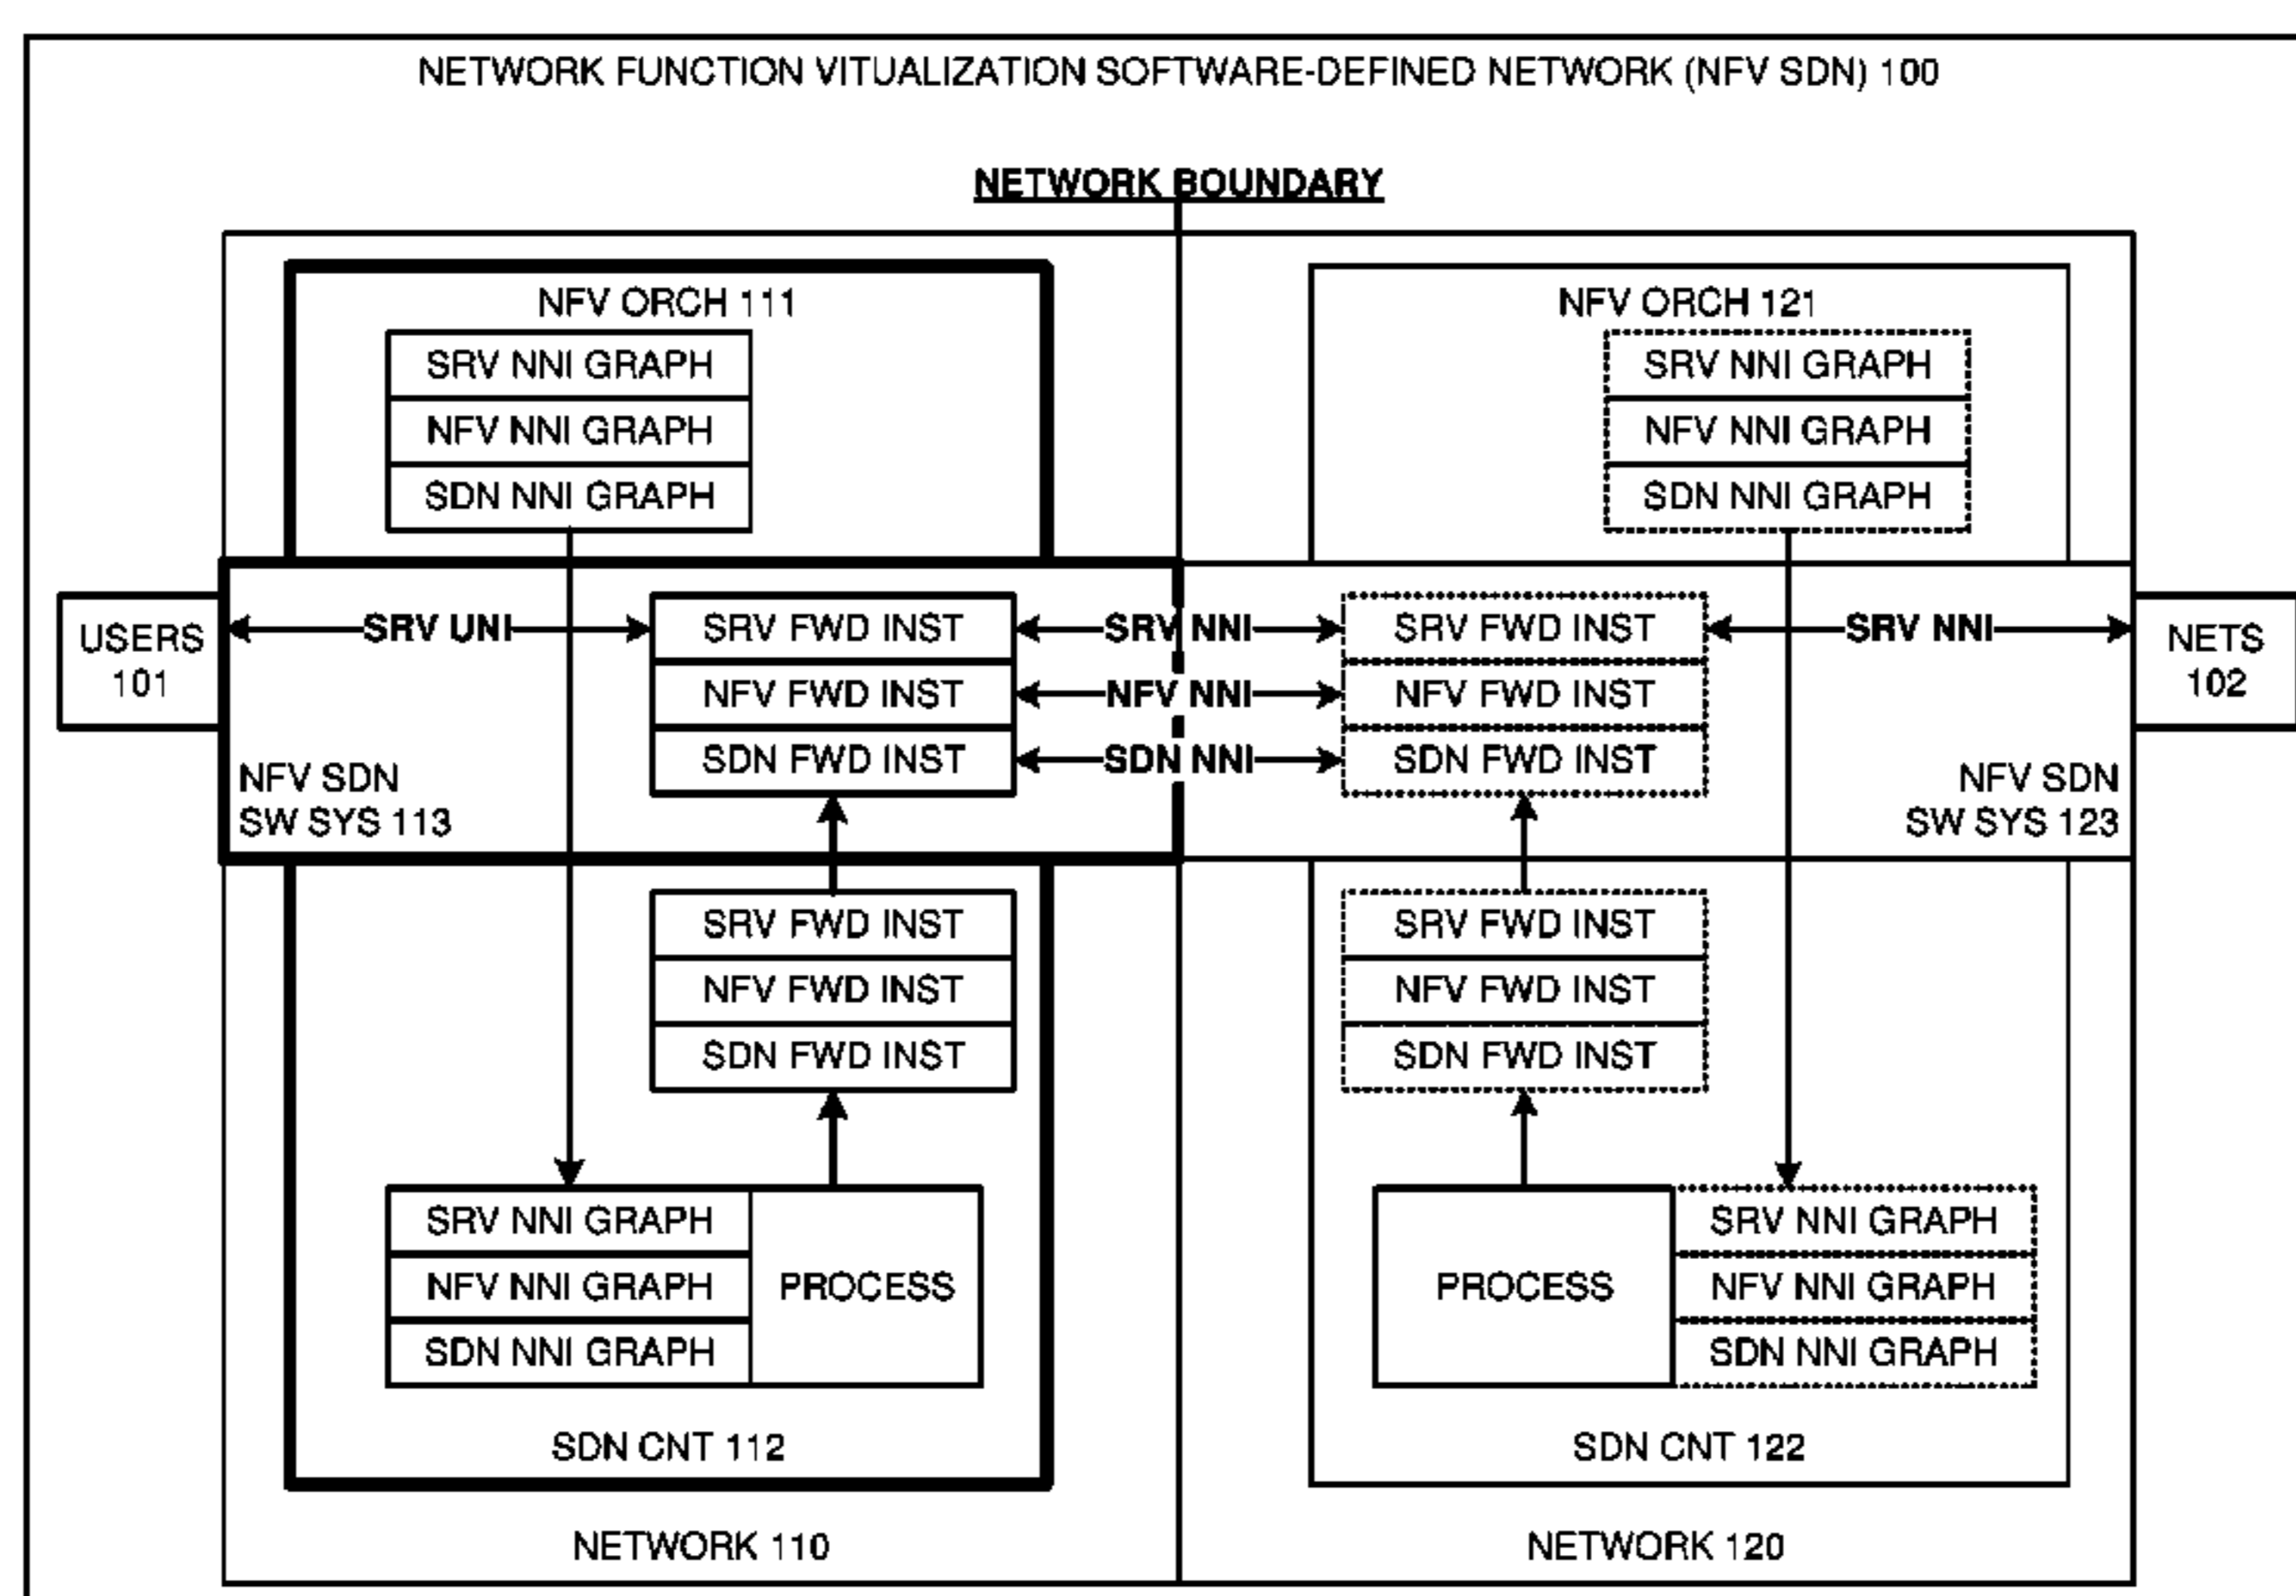 NETWORK FUNCTION VITUALIZATION SOFTWARE-DEFINED NETWORK (NFV SDN) 100
NETWORK BOUNDARY
NFV ORCH 111
SRV NNI GRAPH
NFV NNI GRAPH
SDN NNI GRAPH
NFV ORCH 121
SRV NNI GRAPH
NFV NNI GRAPH
SDN NNI GRAPH
USERS
101
SRV UNI
SRV FWD INST
NFV FWD INST
SDN FWD INST
SRV NNI
NFV NNI
SDN NNI
SRV FWD INST
NFV FWD INST
SDN FWD INST
SRV NNI
NETS
102
NFV SDN
SW SYS 113
NFV SDN
SW SYS 123
SRV FWD INST
NFV FWD INST
SDN FWD INST
SRV FWD INST
NFV FWD INST
SDN FWD INST
SRV NNI GRAPH
NFV NNI GRAPH
SDN NNI GRAPH
PROCESS
PROCESS
SRV NNI GRAPH
NFV NNI GRAPH
SDN NNI GRAPH
SDN CNT 112
SDN CNT 122
NETWORK 110
NETWORK 120